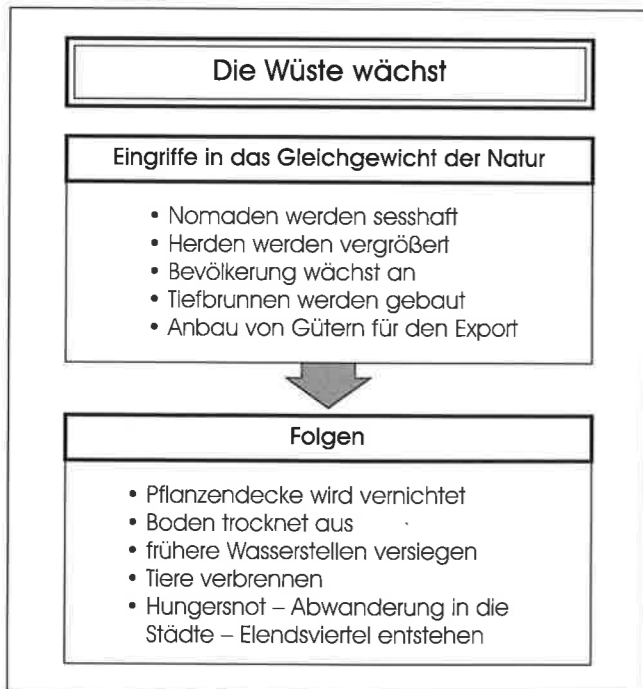 Die Wüste wächst
Eingriffe in das Gleichgewicht der Natur
• Nomaden werden sesshaft
• Herden werden vergrößert
• Bevölkerung wächst an
• Tiefbrunnen werden gebaut
• Anbau von Gütern für den Export
Folgen
• Pflanzendecke wird vernichtet
• Boden trocknet aus
• frühere Wasserstellen versiegen
• Tiere verbrennen
• Hungersnot – Abwanderung in die
Städte – Elendsviertel entstehen